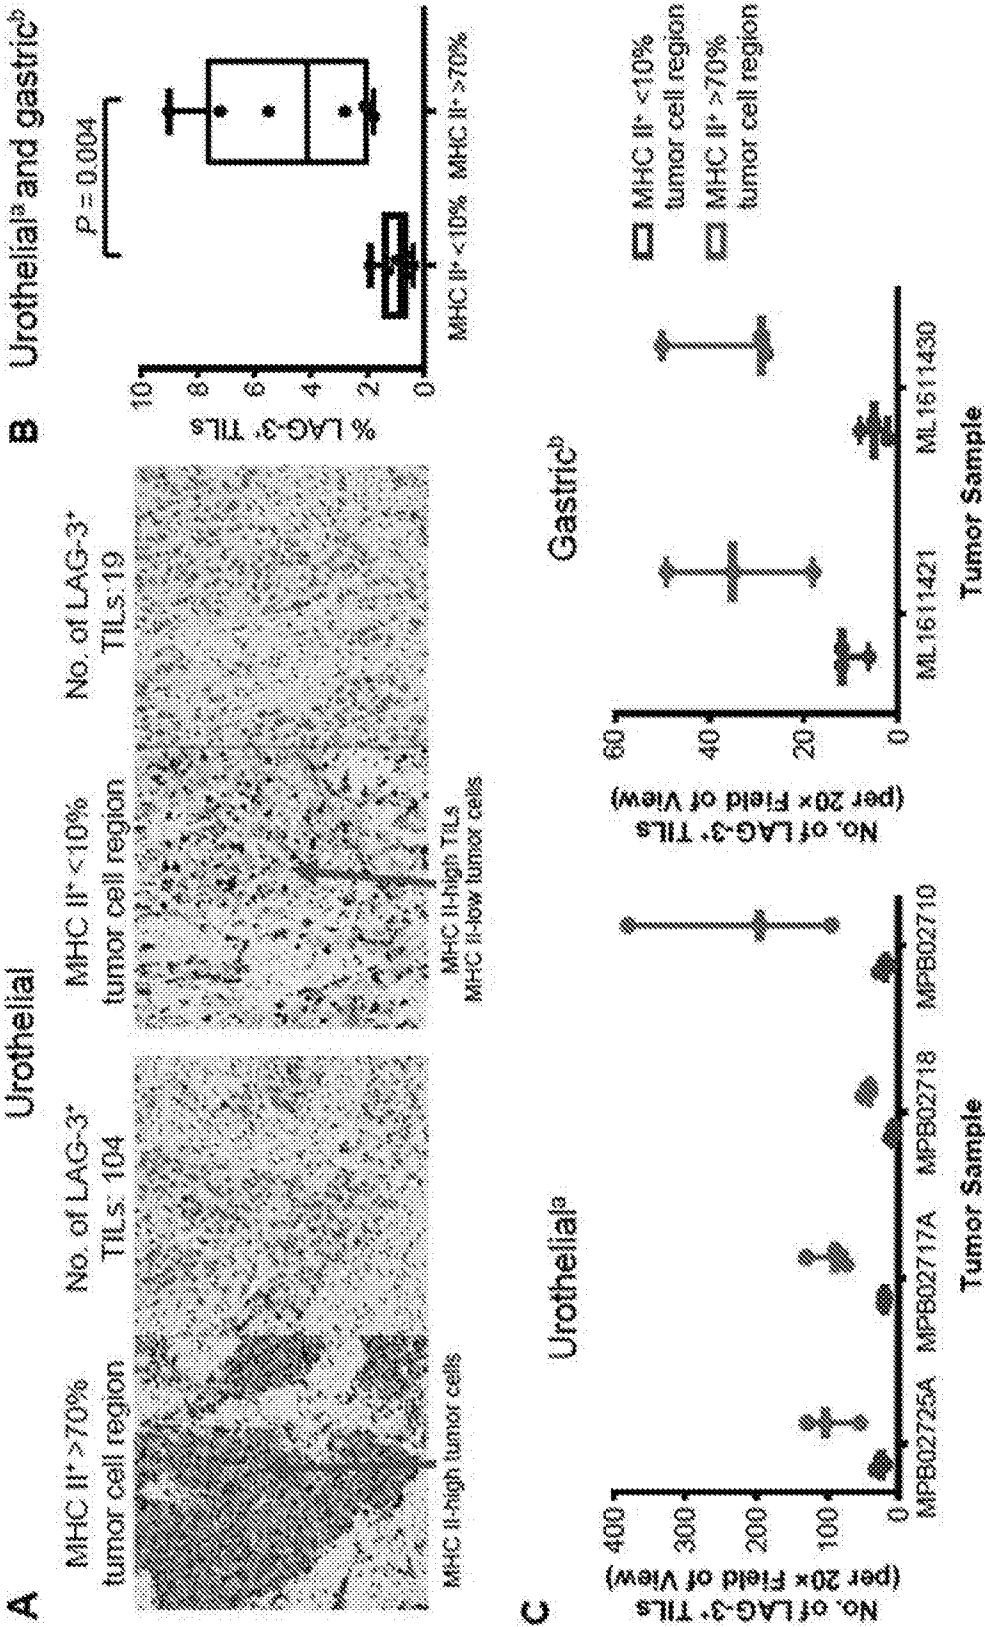 A
Urothelial
MHC II⁺ >70%
tumor cell region
No. of LAG-3⁺
TILs: 104
MHC II⁺ <10%
tumor cell region
No. of LAG-3⁺
TILs:19
MHC II-high tumor cells
MHC II-high TILs
MHC II-low tumor cells
B
Urothelialᵃ and gastricᵇ
P = 0.004
% LAG-3⁺ TILs
10
8
6
4
2
0
MHC II⁺ <10%
MHC II⁺ >70%
C
Urothelialᵃ
No. of LAG-3⁺ TILs
(per 20× Field of View)
400
300
200
100
0
MPB02725A
MPB02717A
MPB02718
MPB02710
Tumor Sample
Gastricᵇ
No. of LAG-3⁺ TILs
(per 20× Field of View)
60
40
20
0
ML1611421
ML1611430
Tumor Sample
MHC II⁺ <10%
tumor cell region
MHC II⁺ >70%
tumor cell region